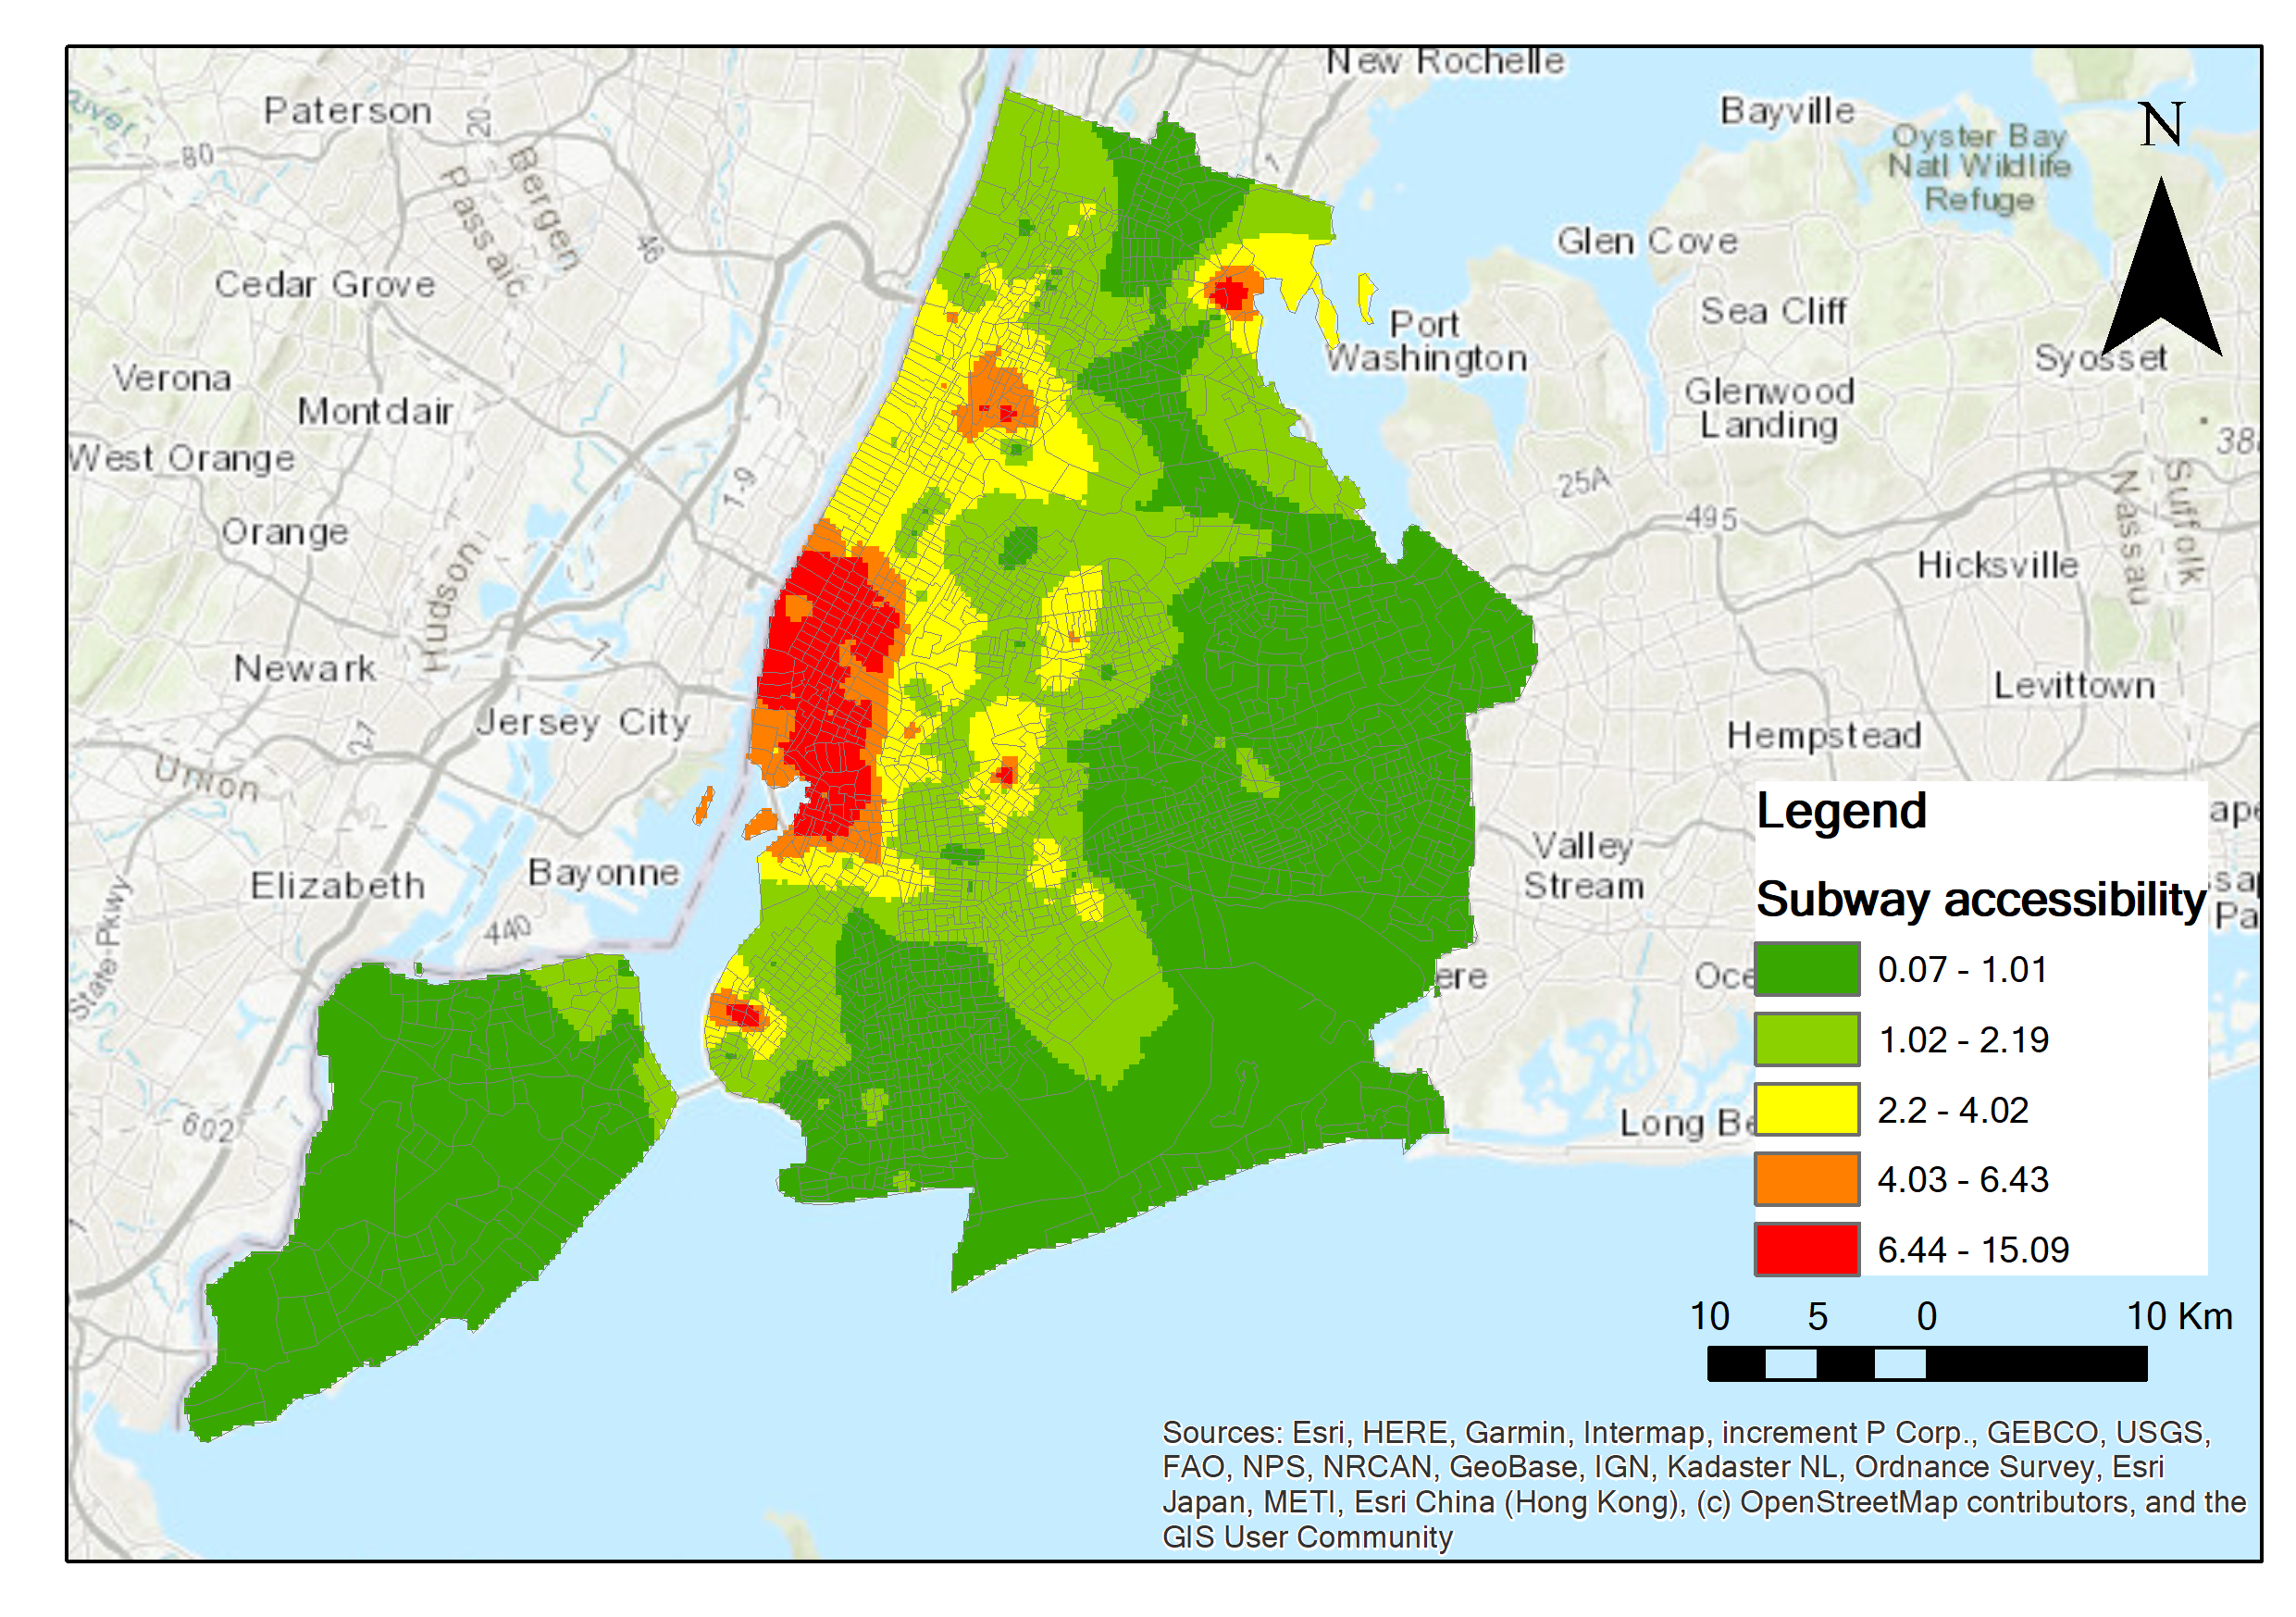 New Rochelle
Paterson
Bayville
N
River
20
Oyster Bay
Natl Wildlife
Refuge
80
Bergen
Passaic
1
46
Glen Cove
Cedar Grove
Sea Cliff
Port
Washington
Syosset
Verona
Montclair
Glenwood
Landing
West Orange
38
1-9
25A
Suffolk
Nassau
Orange
495
Hudson
Hicksville
Newark
Levittown
Jersey City
27
Hempstead
Union
Legend
Valley
Stream
Bayonne
Elizabeth
Subway accessibility
440
State Pkwy
0.07 - 1.01
1.02 - 2.19
602
Long Be
2.2 - 4.02
4.03 - 6.43
6.44 - 15.09
10 5 0 10 Km
Sources: Esri, HERE, Garmin, Intermap, increment P Corp., GEBCO, USGS,
FAO, NPS, NRCAN, GeoBase, IGN, Kadaster NL, Ordnance Survey, Esri
Japan, METI, Esri China (Hong Kong), (c) OpenStreetMap contributors, and the
GIS User Community